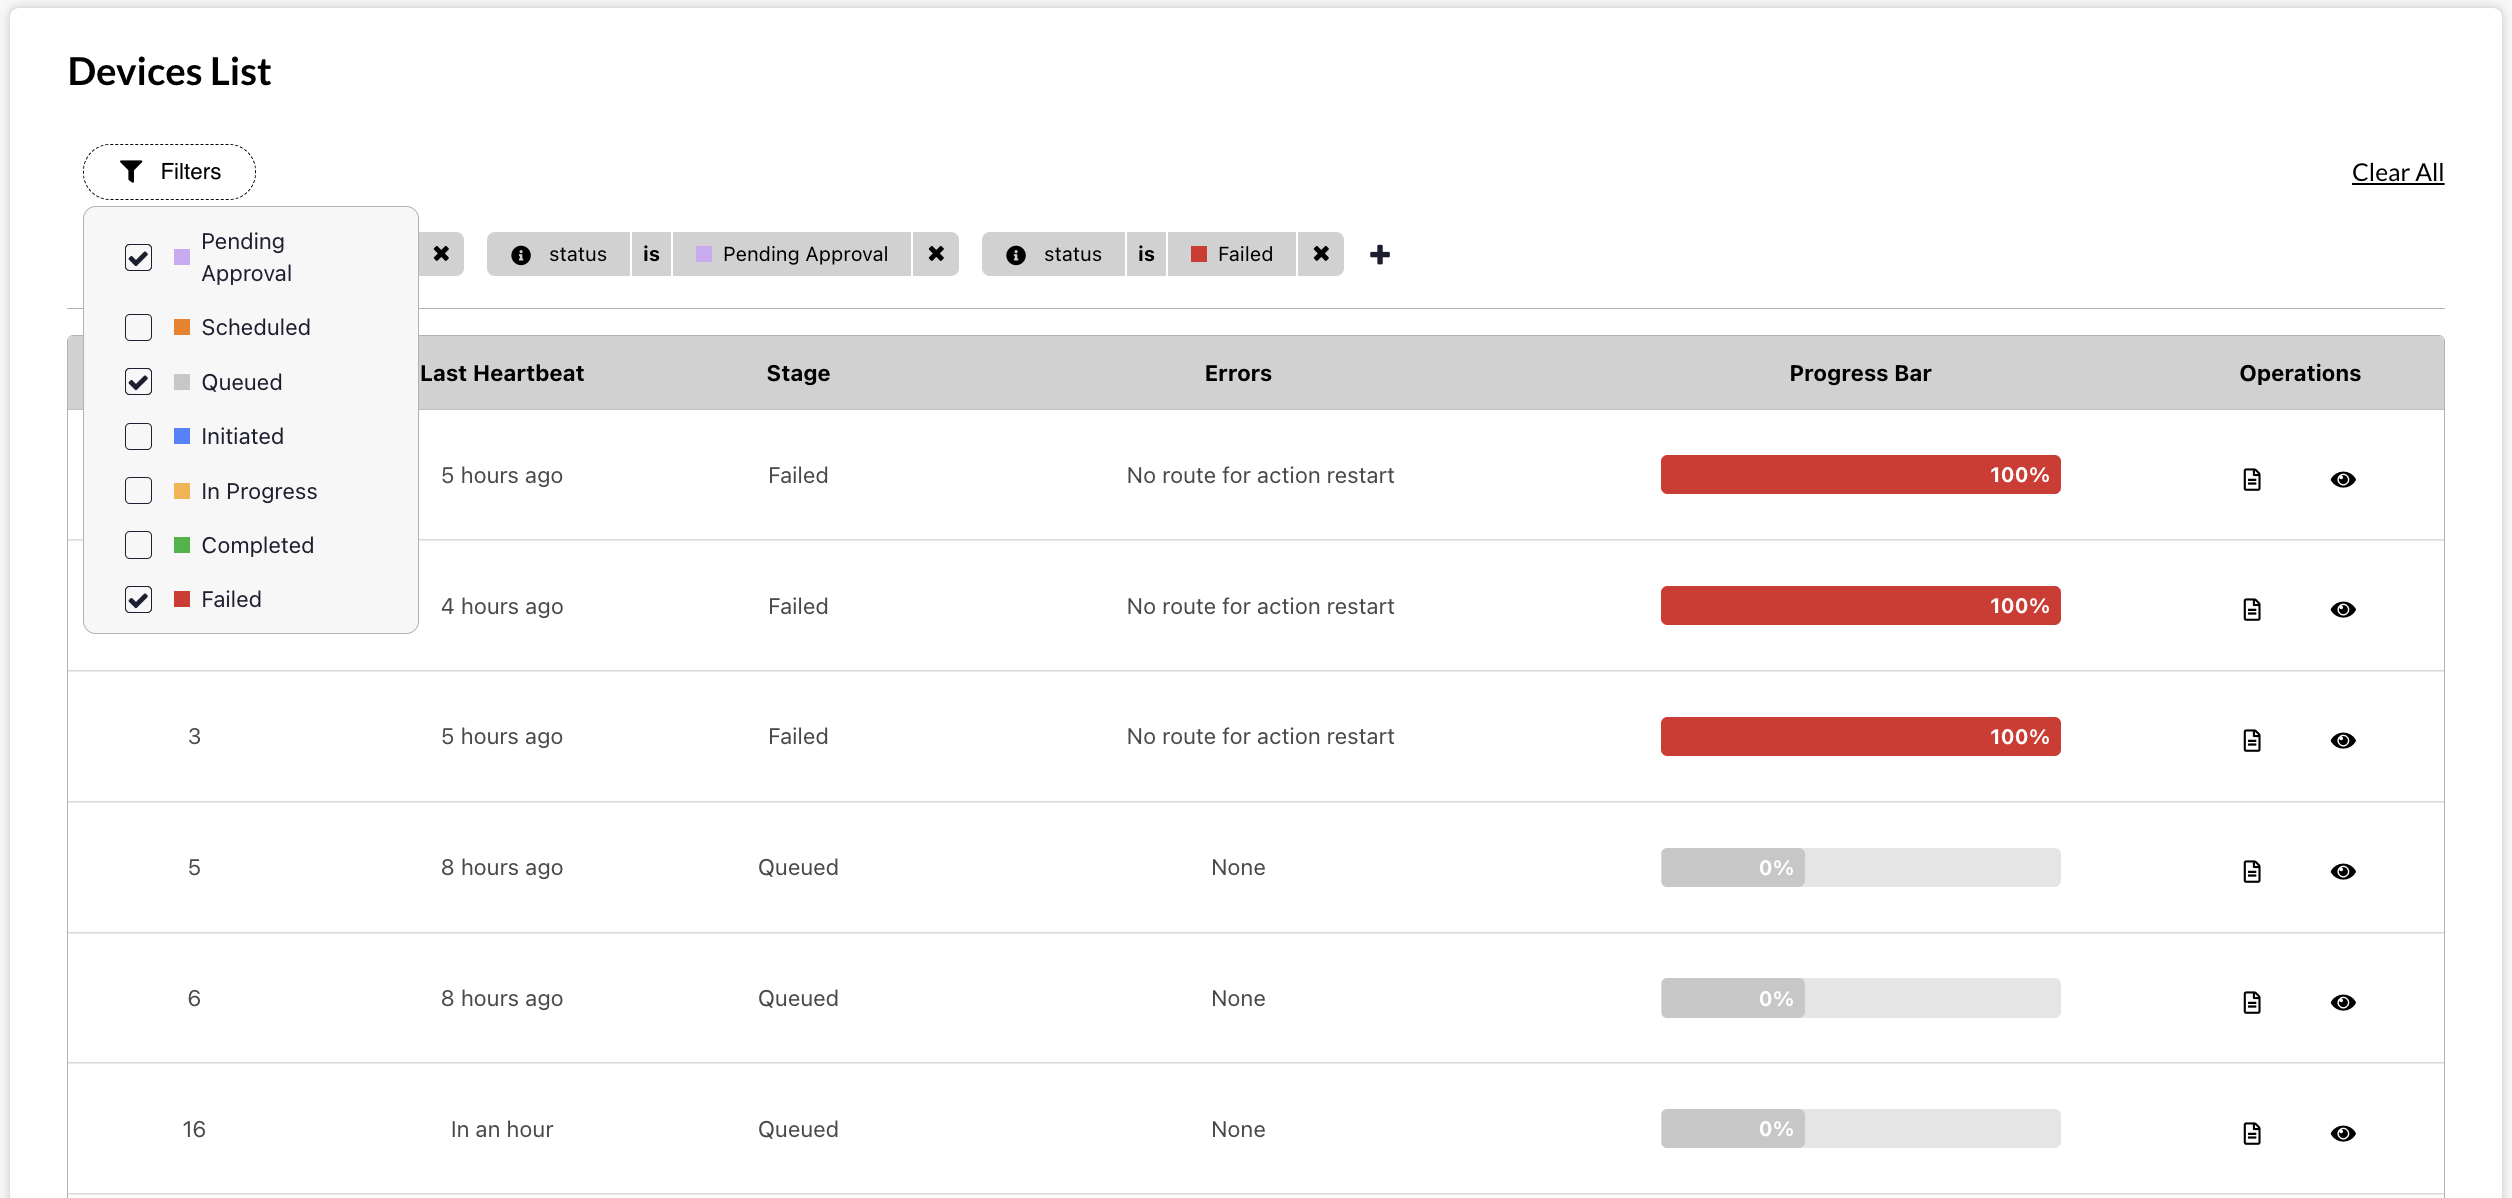 Devices List
Filters
Clear All
Pending
Approval
Scheduled
Queued
Initiated
In Progress
Completed
Failed
status is Pending Approval
status is Failed
Last Heartbeat Stage Errors Progress Bar Operations
5 hours ago Failed No route for action restart 100%
4 hours ago Failed No route for action restart 100%
3 5 hours ago Failed No route for action restart 100%
5 8 hours ago Queued None 0%
6 8 hours ago Queued None 0%
16 In an hour Queued None 0%